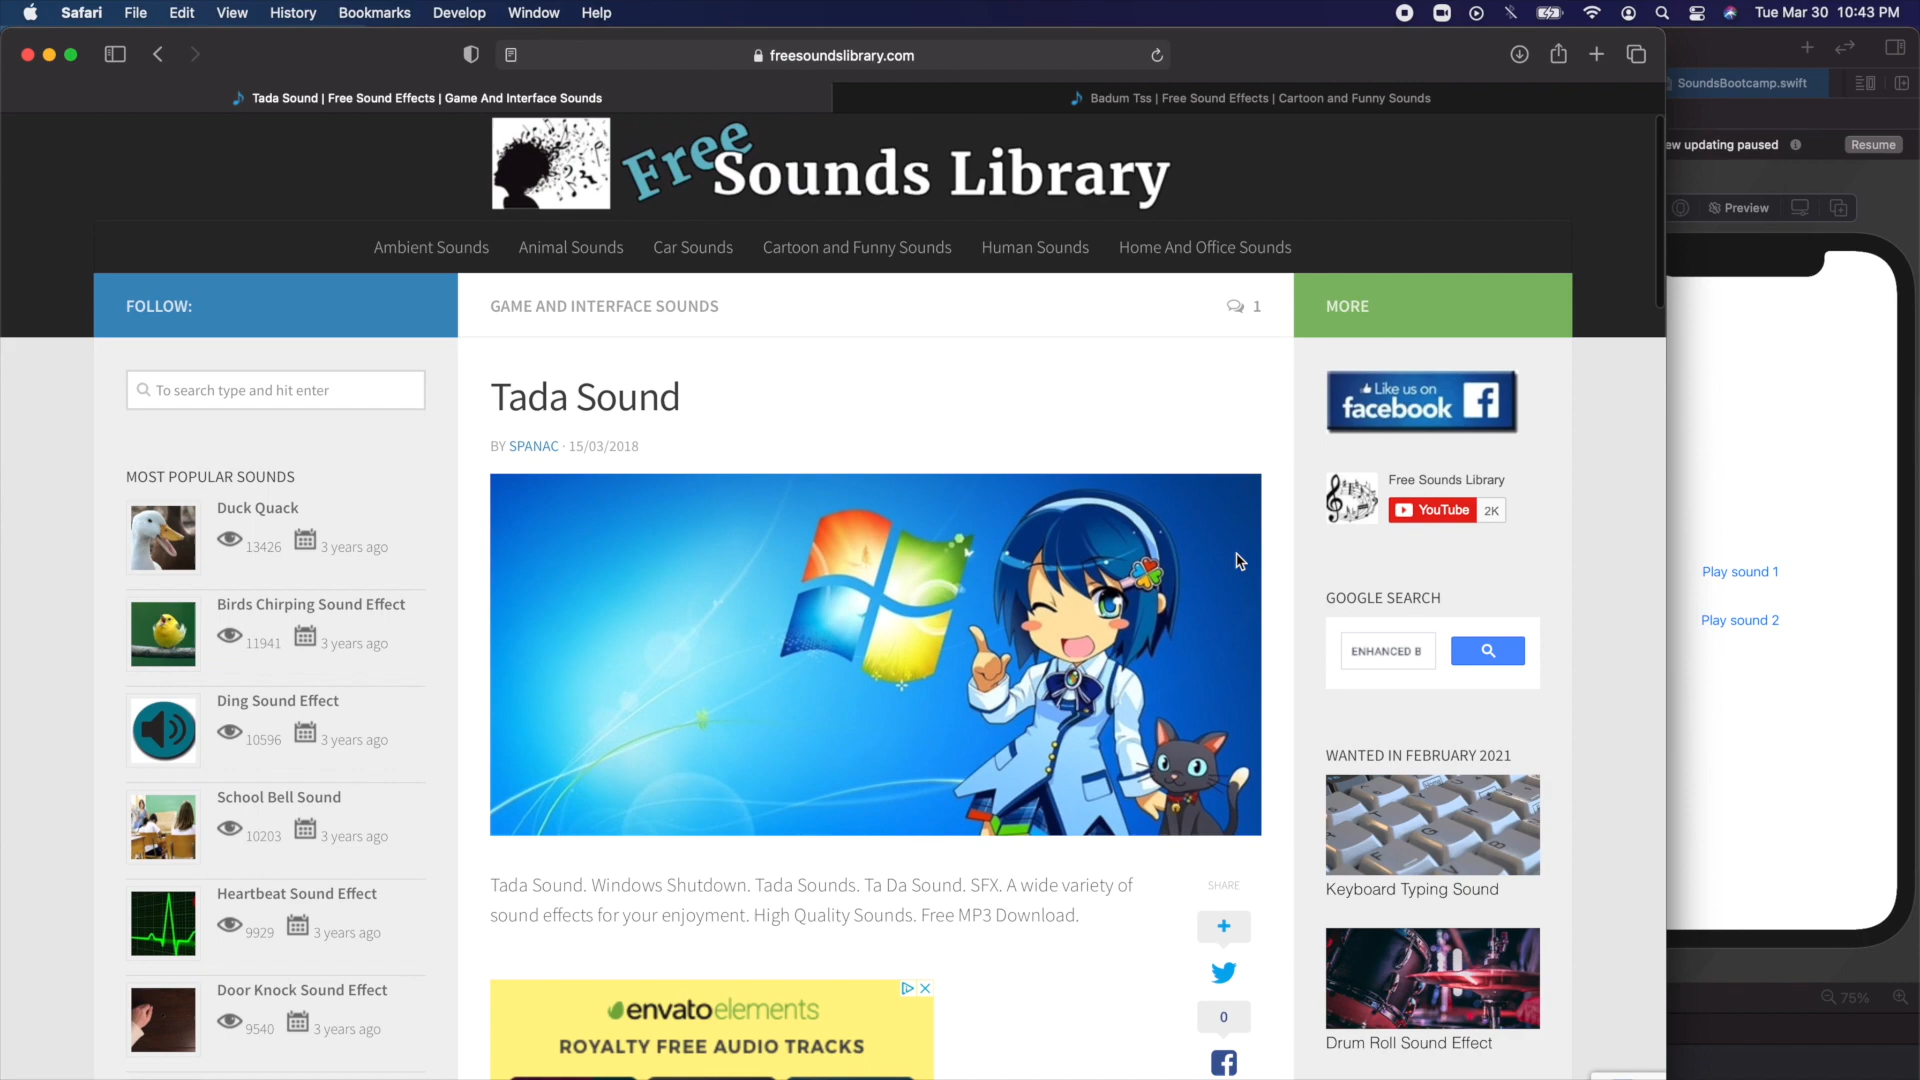 Safari File Edit View History Bookmarks Develop Window Help
Tue Mar 30 10:43 PM
freesoundslibrary.com
Tada Sound | Free Sound Effects | Game And Interface Sounds
Badum Tss | Free Sound Effects | Cartoon and Funny Sounds
SoundsBootcamp.swift
ew updating paused
Resume
Preview
Free Sounds Library
Ambient Sounds Animal Sounds Car Sounds Cartoon and Funny Sounds Human Sounds Home And Office Sounds
FOLLOW:
To search type and hit enter
MOST POPULAR SOUNDS
Duck Quack
13426 3 years ago
Birds Chirping Sound Effect
11941 3 years ago
Ding Sound Effect
10596 3 years ago
School Bell Sound
10203 3 years ago
Heartbeat Sound Effect
9929 3 years ago
Door Knock Sound Effect
9540 3 years ago
GAME AND INTERFACE SOUNDS
1
Tada Sound
BY SPANAC · 15/03/2018
Tada Sound. Windows Shutdown. Tada Sounds. Ta Da Sound. SFX. A wide variety of
sound effects for your enjoyment. High Quality Sounds. Free MP3 Download.
SHARE
0
envatoelements
ROYALTY FREE AUDIO TRACKS
MORE
Like us on
facebook
Free Sounds Library
YouTube 2K
GOOGLE SEARCH
ENHANCED B
WANTED IN FEBRUARY 2021
Keyboard Typing Sound
Drum Roll Sound Effect
Play sound 1
Play sound 2
75%